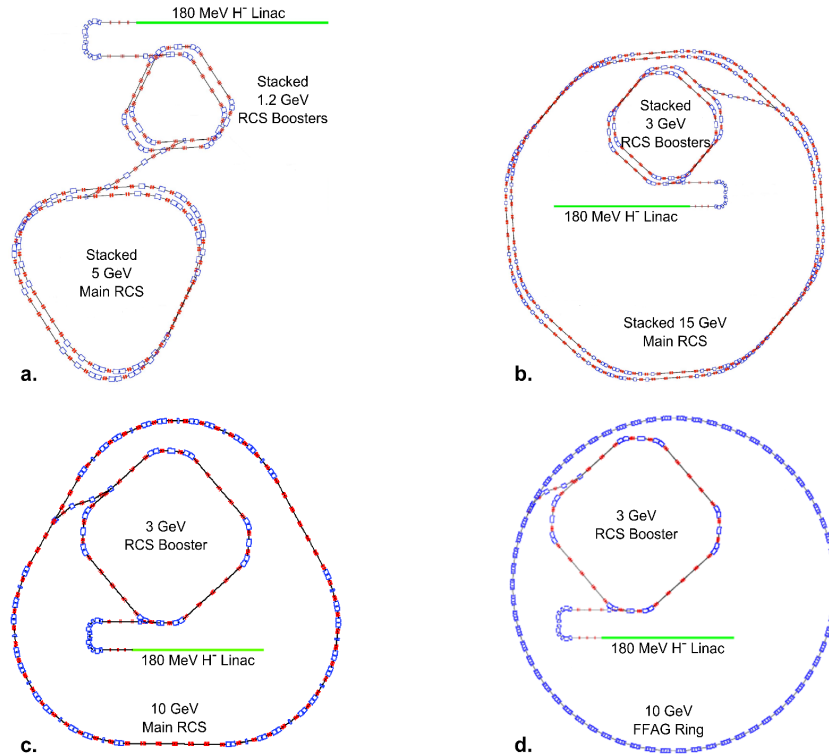 180 MeV H⁻ Linac
Stacked
1.2 GeV
RCS Boosters
Stacked
5 GeV
Main RCS
a.
Stacked
3 GeV
RCS Boosters
180 MeV H⁻ Linac
Stacked 15 GeV
Main RCS
b.
3 GeV
RCS Booster
180 MeV H⁻ Linac
10 GeV
Main RCS
c.
3 GeV
RCS Booster
180 MeV H⁻ Linac
10 GeV
FFAG Ring
d.